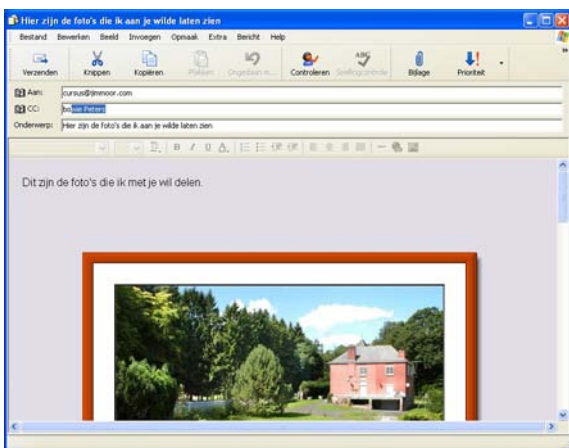 Hier zijn de foto's die ik aan je wilde laten zien
Bestand Bewerken Beeld Invoegen Opmaak Extra Bericht Help
Verzenden Knippen Kopiëren Plakken Ongedaan m... Controleren Spellingcontrole Bijlage Prioriteit
Aan: cursus@jimmoor.com
CC:
Onderwerp: Hier zijn de foto's die ik aan je wilde laten zien
B I U A
Dit zijn de foto's die ik met je wil delen.